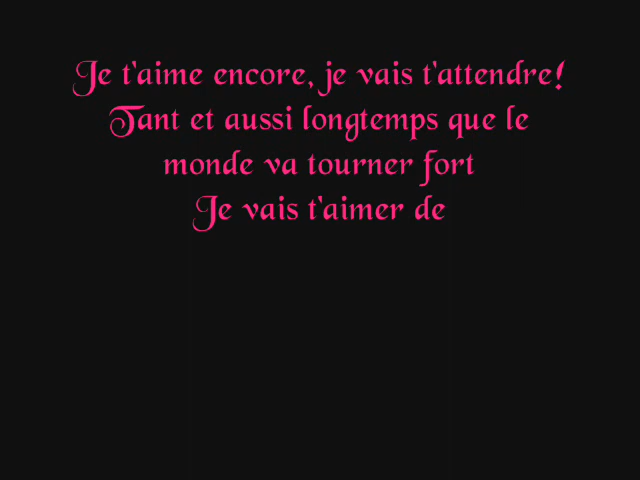 Je t'aime encore, je vais t'attendre!
Tant et aussi longtemps que le
monde va tourner fort
Je vais t'aimer de